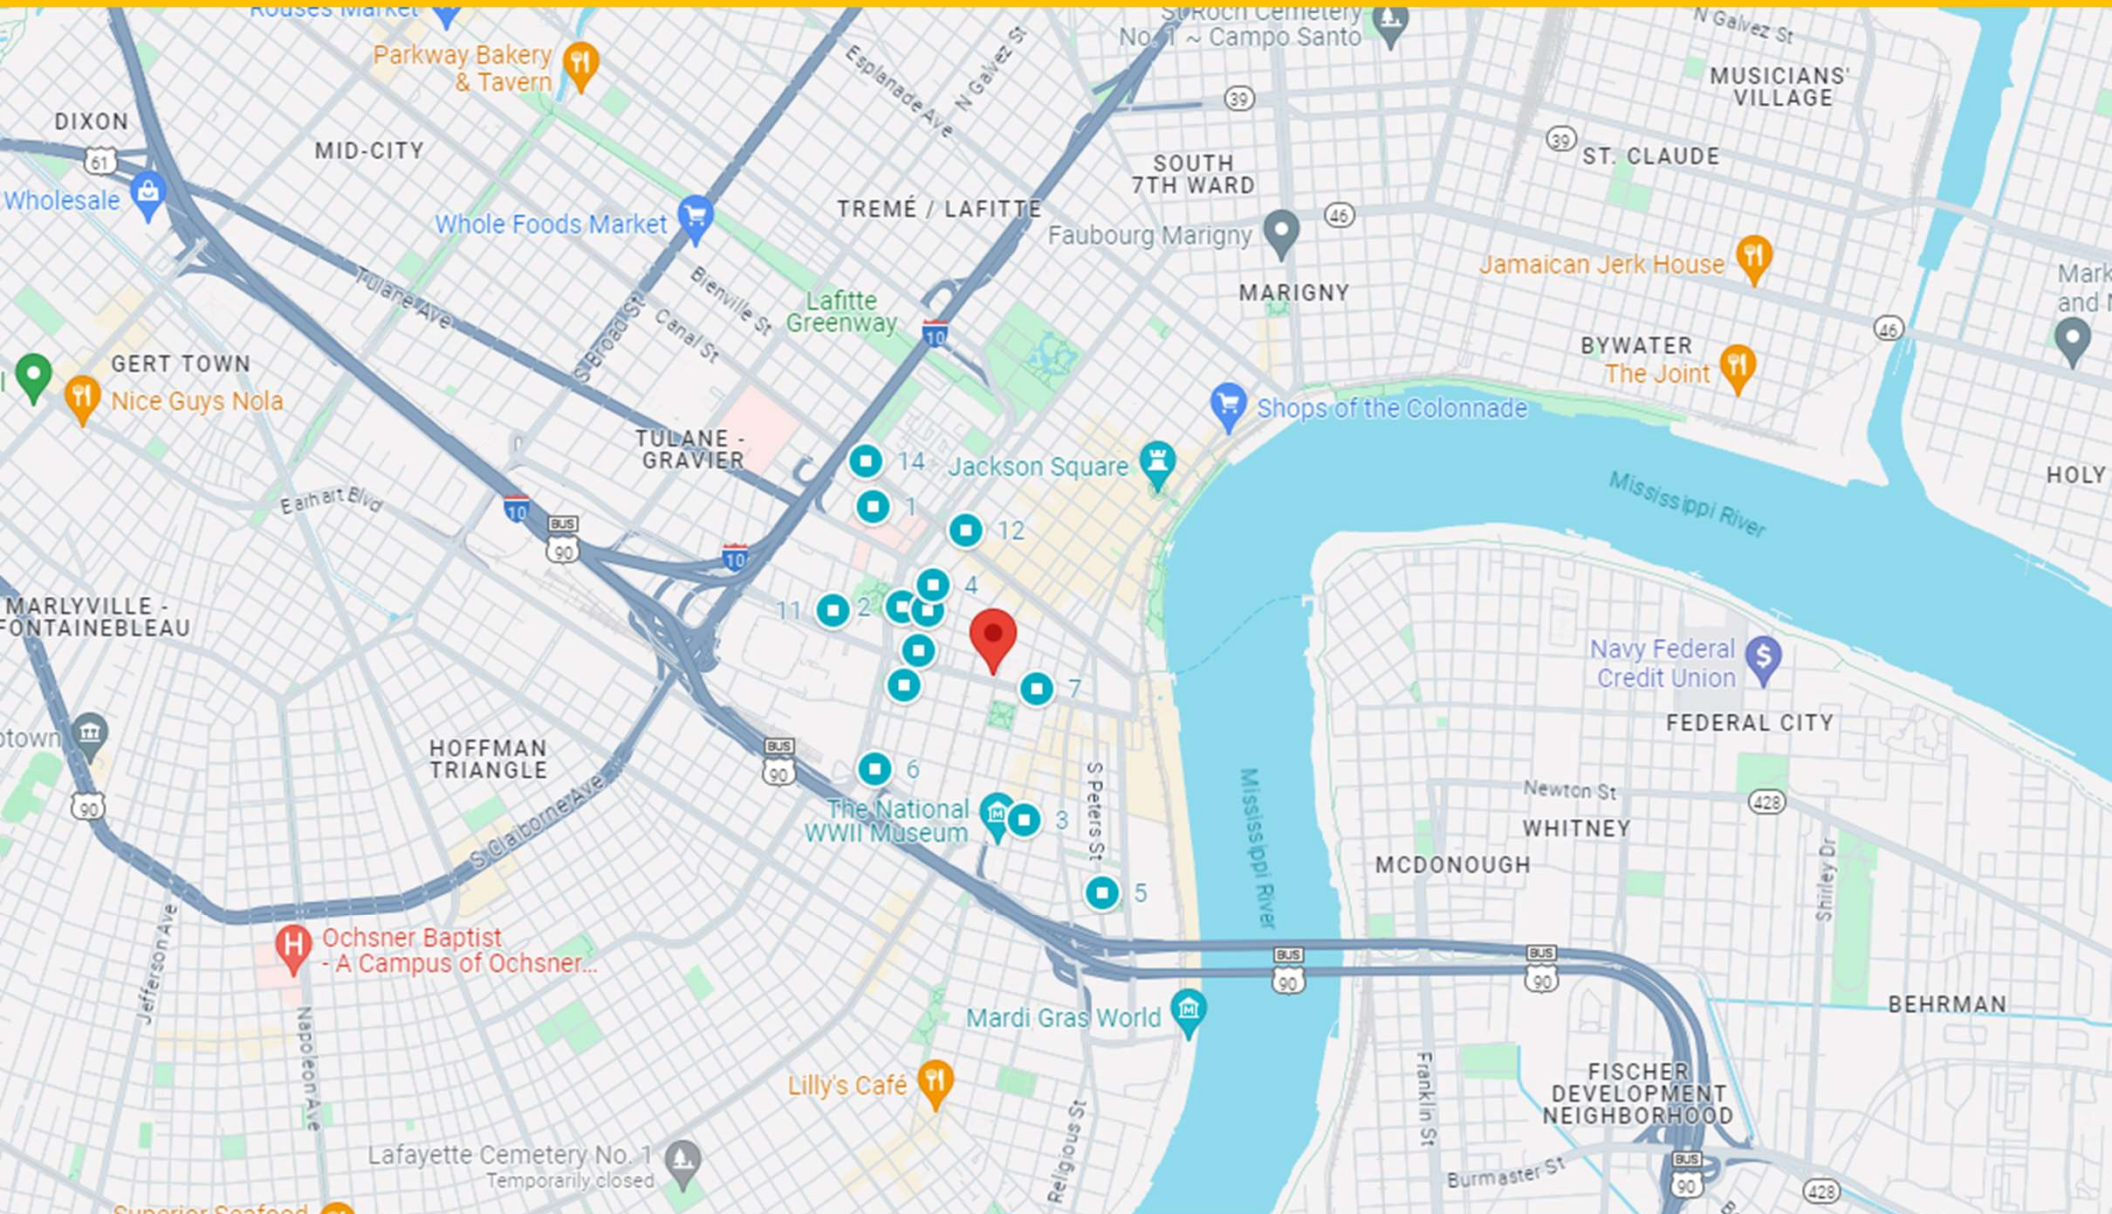 Rouses Market
Parkway Bakery
& Tavern
St Roch Cemetery
No. 1 ~ Campo Santo
N Galvez St
Esplanade Ave
N Galvez St
MUSICIANS'
VILLAGE
DIXON
61
MID-CITY
39
39
ST. CLAUDE
SOUTH
7TH WARD
Wholesale
Whole Foods Market
TREMÉ / LAFITTE
46
Faubourg Marigny
Jamaican Jerk House
Mark
and
MARIGNY
Tulane Ave
Bienville St
Canal St
S Broad St
Lafitte
Greenway
10
46
BYWATER
The Joint
GERT TOWN
Nice Guys Nola
Shops of the Colonnade
TULANE -
GRAVIER
14
Jackson Square
HOLY
Mississippi River
Earhart Blvd
10
1
12
BUS
90
10
4
11
2
MARLYVILLE -
FONTAINEBLEAU
Navy Federal
Credit Union
$
7
FEDERAL CITY
otown
HOFFMAN
TRIANGLE
BUS
90
6
S Peters St
Mississippi River
Newton St
428
90
The National
WWII Museum
3
WHITNEY
S Claiborne Ave
MCDONOUGH
Shirley Dr
5
Jefferson Ave
H
Ochsner Baptist
- A Campus of Ochsner...
BUS
90
BUS
90
Mardi Gras World
BEHRMAN
Napoleon Ave
Lilly's Café
Franklin St
FISCHER
DEVELOPMENT
NEIGHBORHOOD
Religious St
Lafayette Cemetery No. 1
Temporarily closed
Burmaster St
BUS
90
428
Superior Seafood